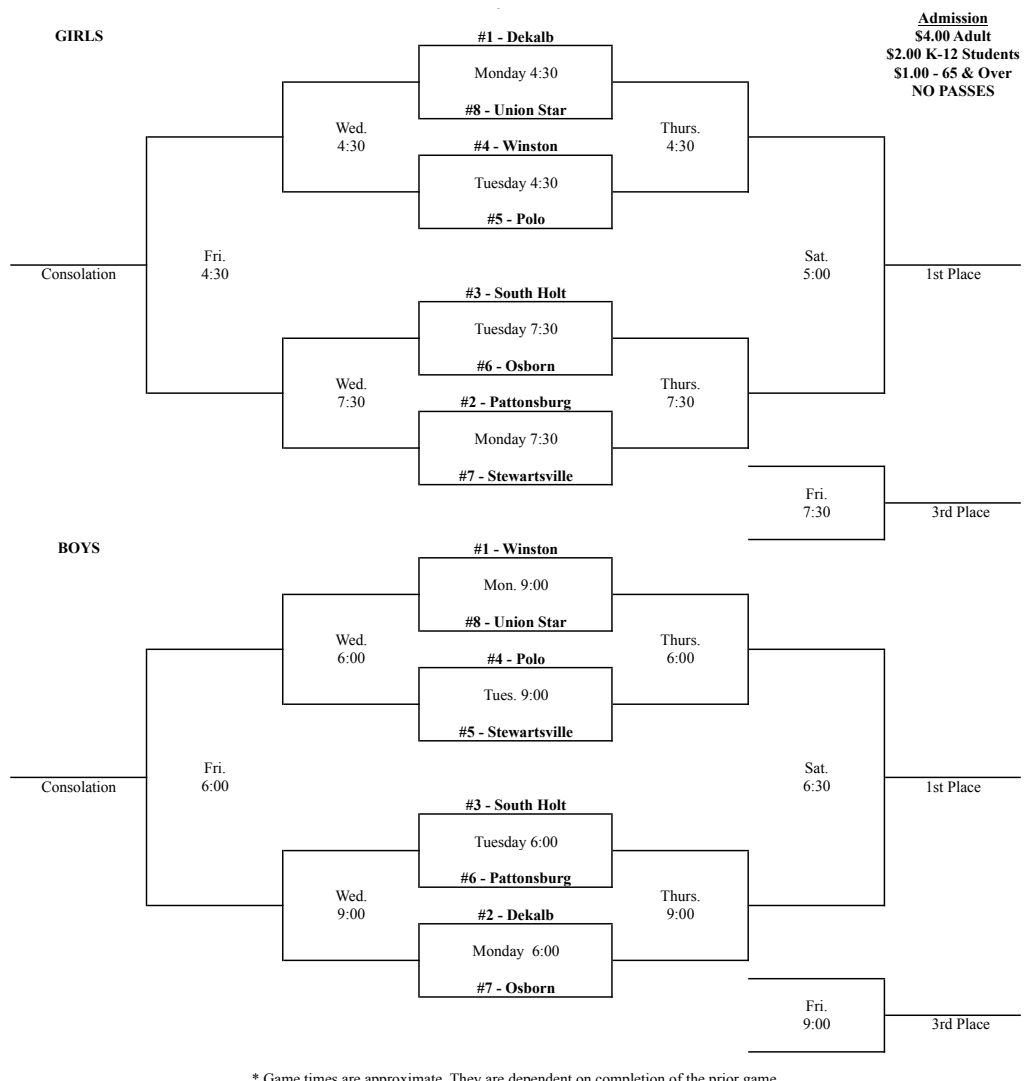 GIRLS
Admission
$4.00 Adult
$2.00 K-12 Students
$1.00 - 65 & Over
NO PASSES
#1 - Dekalb
Monday 4:30
#8 - Union Star
Wed.
4:30
Thurs.
4:30
#4 - Winston
Tuesday 4:30
#5 - Polo
Fri.
4:30
Sat.
5:00
Consolation
1st Place
#3 - South Holt
Tuesday 7:30
#6 - Osborn
Wed.
7:30
Thurs.
7:30
#2 - Pattonsburg
Monday 7:30
#7 - Stewartsville
Fri.
7:30
3rd Place
BOYS
#1 - Winston
Mon. 9:00
#8 - Union Star
Wed.
6:00
Thurs.
6:00
#4 - Polo
Tues. 9:00
#5 - Stewartsville
Fri.
6:00
Sat.
6:30
Consolation
1st Place
#3 - South Holt
Tuesday 6:00
#6 - Pattonsburg
Wed.
9:00
Thurs.
9:00
#2 - Dekalb
Monday 6:00
#7 - Osborn
Fri.
9:00
3rd Place
* Game times are approximate. They are dependent on completion of the prior game.